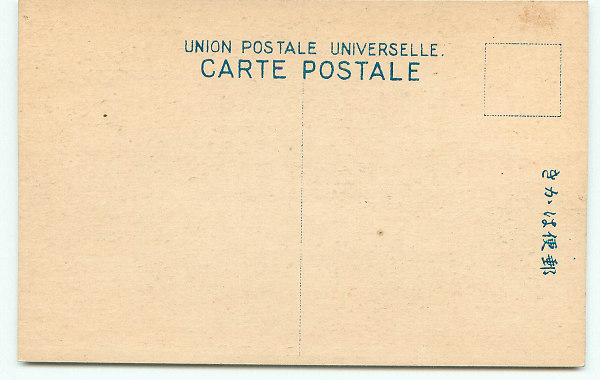 UNION POSTALE UNIVERSELLE.
CARTE POSTALE
きかは便郵